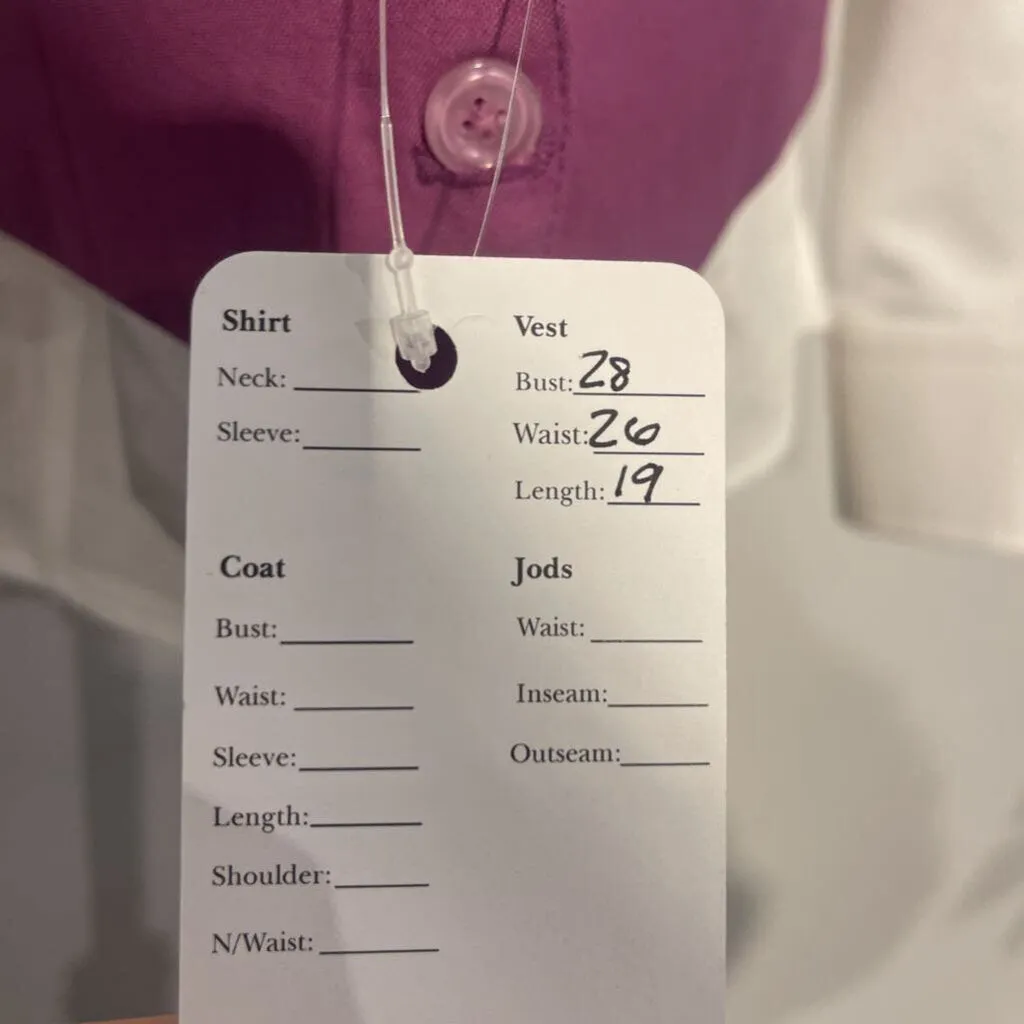 Shirt
Neck:
Sleeve:
Vest
Bust: 28
Waist: 26
Length: 19
Coat
Bust:
Waist:
Sleeve:
Length:
Shoulder:
N/Waist:
Jods
Waist:
Inseam:
Outseam: